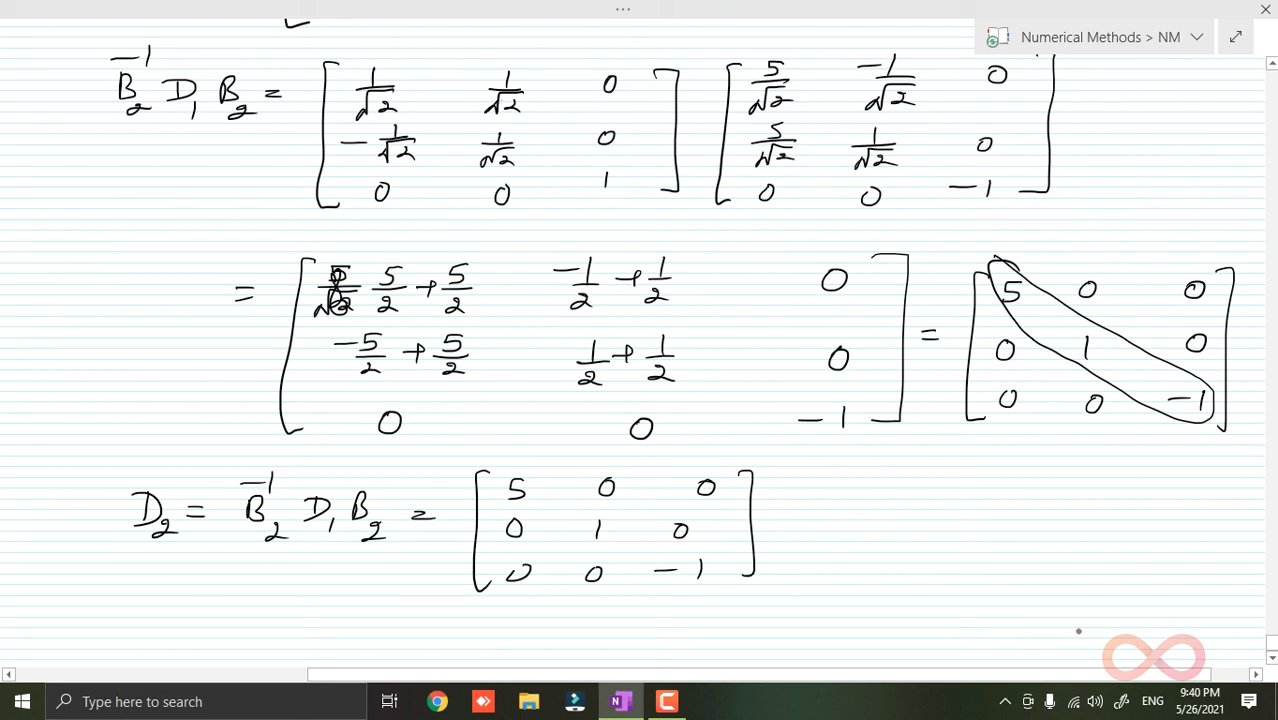 Numerical Methods > NM
B₂⁻¹ D₁ B₂ = [ 1/√2 1/√2 0 ; -1/√2 1/√2 0 ; 0 0 1 ] [ 5/√2 -1/√2 0 ; 5/√2 1/√2 0 ; 0 0 -1 ]
= [ 5/2 + 5/2 -1/2 + 1/2 0 ; -5/2 + 5/2 1/2 + 1/2 0 ; 0 0 -1 ] = [ 5 0 0 ; 0 1 0 ; 0 0 -1 ]
D₂ = B₂⁻¹ D₁ B₂ = [ 5 0 0 ; 0 1 0 ; 0 0 -1 ]
Type here to search
ENG
9:40 PM
5/26/2021